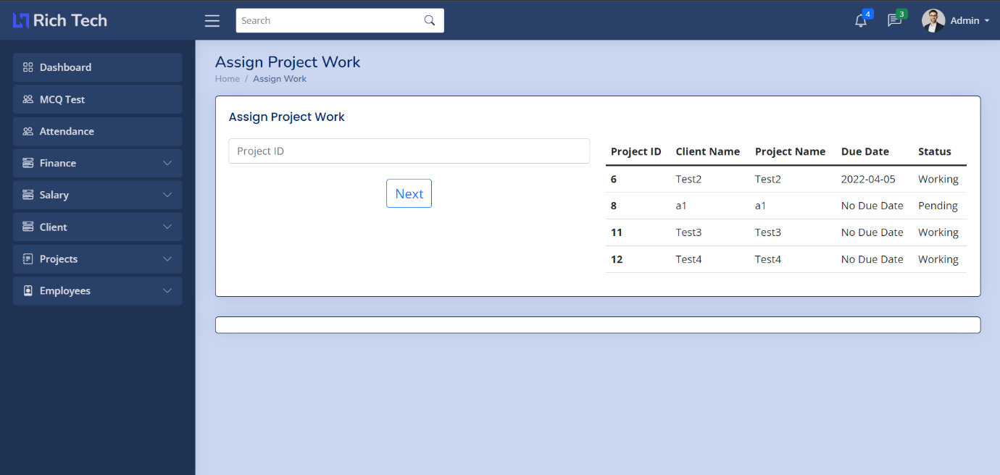 Rich Tech
Search
4
3
Admin
Dashboard
MCQ Test
Attendance
Finance
Salary
Client
Projects
Employees
Assign Project Work
Home / Assign Work
Assign Project Work
Project ID
Next
Project ID Client Name Project Name Due Date Status
6 Test2 Test2 2022-04-05 Working
8 a1 a1 No Due Date Pending
11 Test3 Test3 No Due Date Working
12 Test4 Test4 No Due Date Working